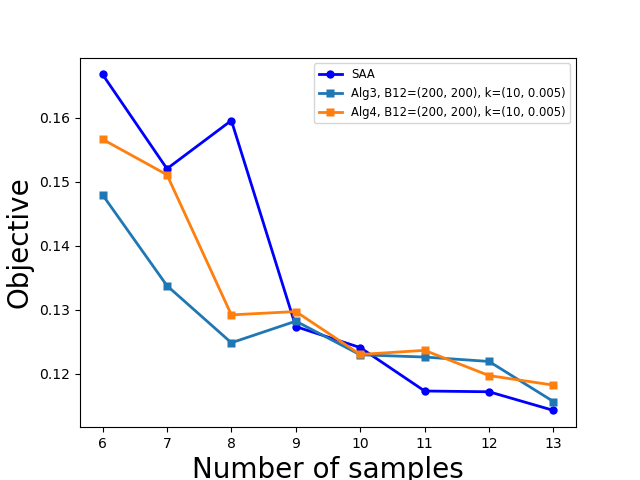 SAA
Alg3, B12=(200, 200), k=(10, 0.005)
Alg4, B12=(200, 200), k=(10, 0.005)
Objective
0.16
0.15
0.14
0.13
0.12
6 7 8 9 10 11 12 13
Number of samples